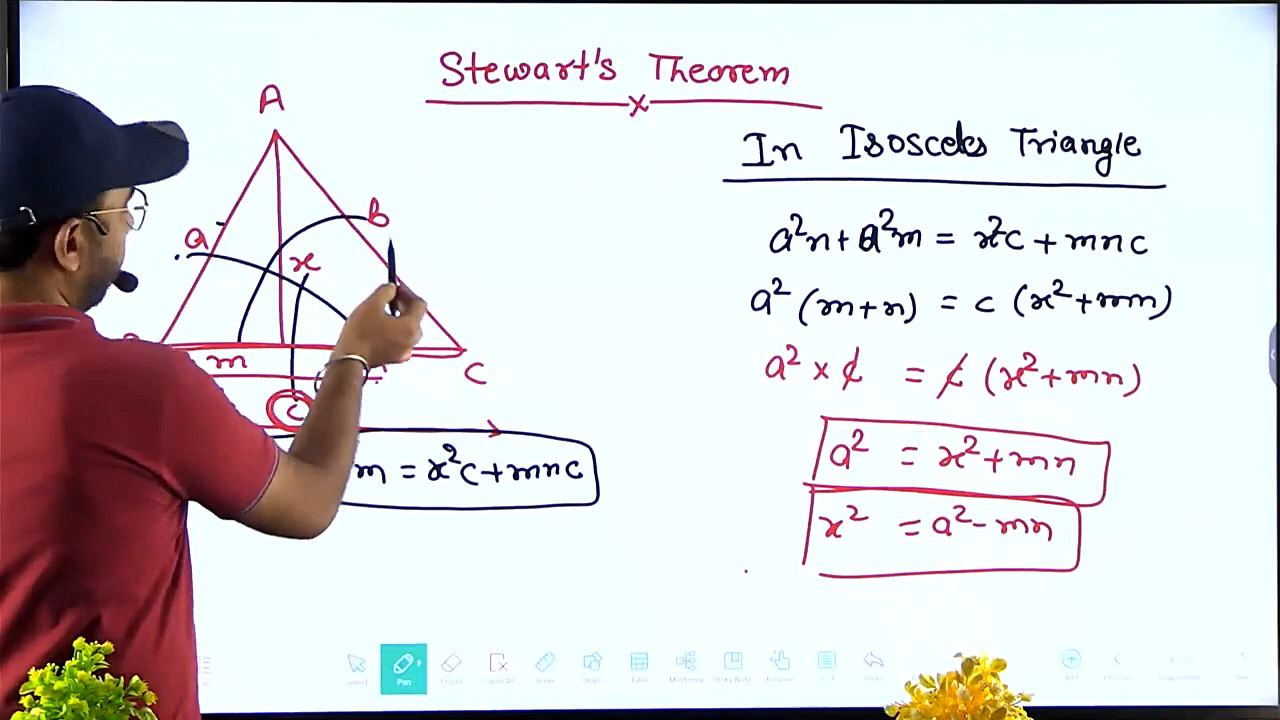 Stewart's Theorem
A
In Isosceles Triangle
B
a
x
a²n + a²m = x²c + mnc
a² (m+n) = c (x²+mn)
m
C
a² × c = c (x²+mn)
c
m = x²c + mnc
a² = x² + mn
x² = a² - mn
Pen